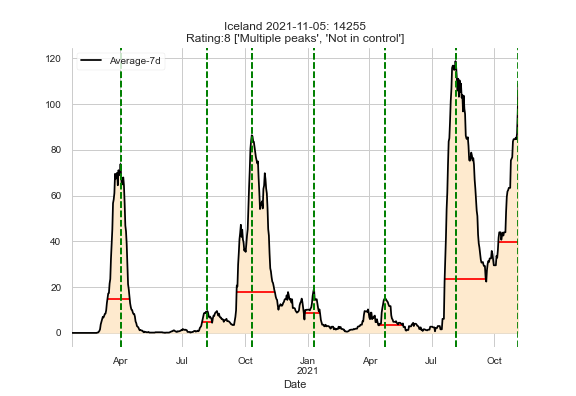 Iceland 2021-11-05: 14255
Rating:8 ['Multiple peaks', 'Not in control']
Average-7d
120
100
80
60
40
20
0
Apr Jul Oct Jan Apr Jul Oct
2021
Date